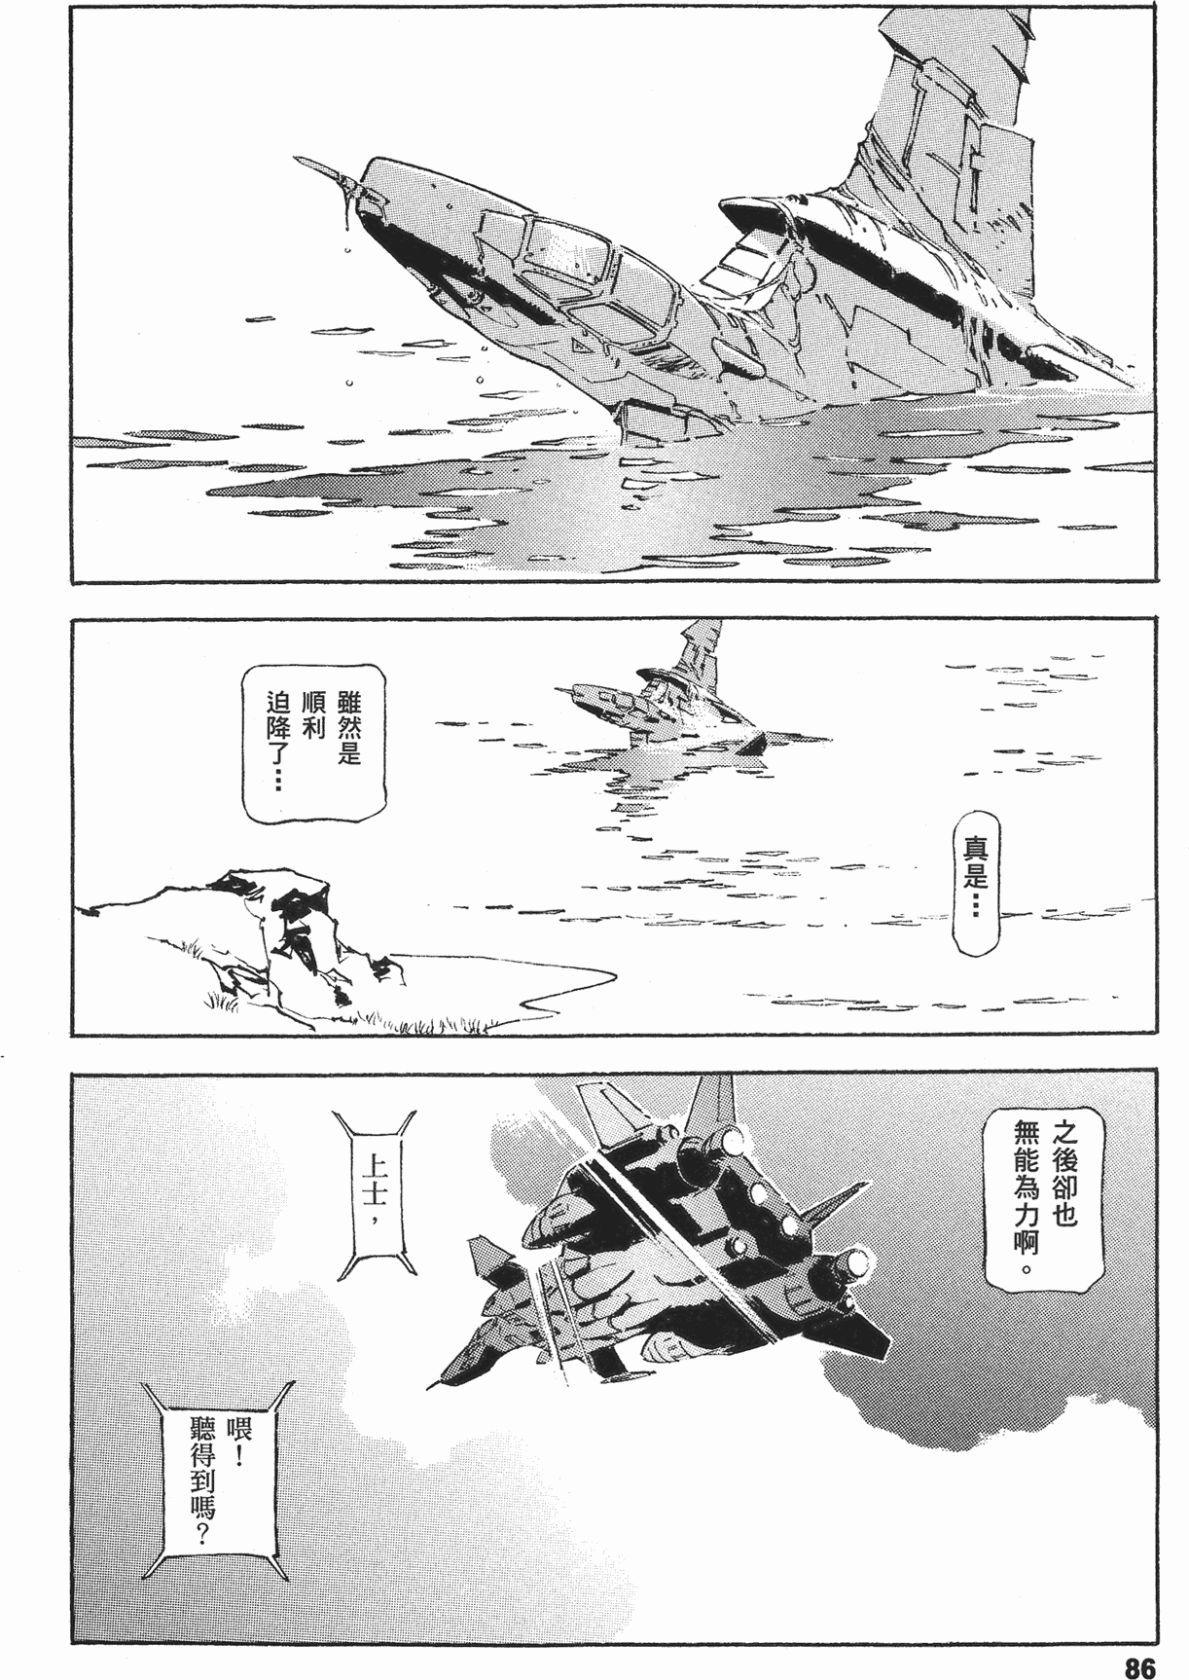 真是⋯⋯
雖然是
順利
迫降了⋯⋯
之後卻也
無能為力啊。
上士，
喂！
聽得到嗎？
86